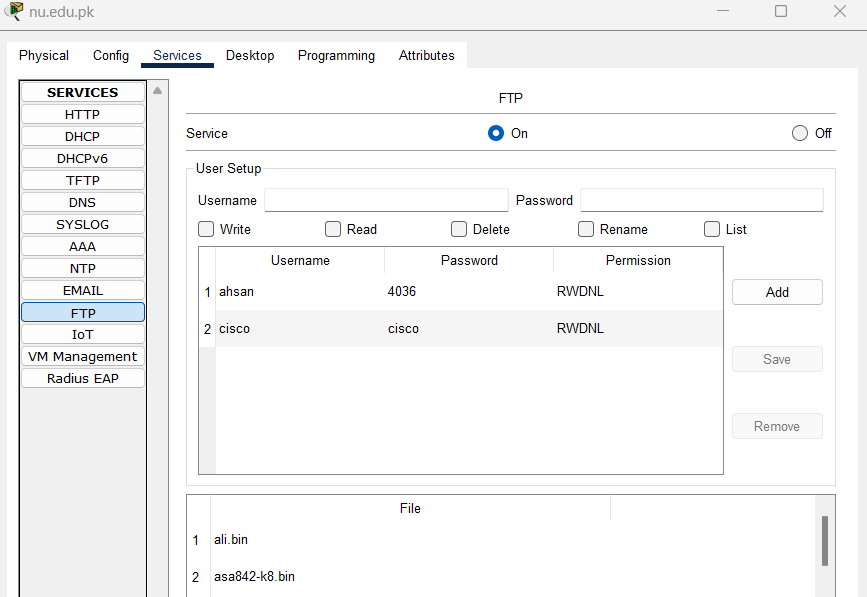 nu.edu.pk
Physical Config Services Desktop Programming Attributes
SERVICES
HTTP
DHCP
DHCPv6
TFTP
DNS
SYSLOG
AAA
NTP
EMAIL
FTP
IoT
VM Management
Radius EAP
FTP
Service On Off
User Setup
Username Password
Write Read Delete Rename List
Username Password Permission
1 ahsan 4036 RWDNL
2 cisco cisco RWDNL
Add
Save
Remove
File
1 ali.bin
2 asa842-k8.bin